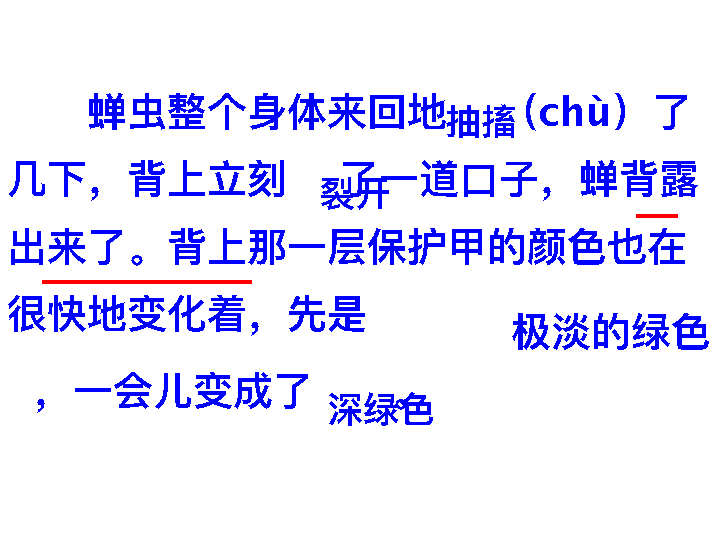 蝉虫整个身体来回地抽搐（chù）了
几下，背上立刻裂开了一道口子，蝉背露
出来了。背上那一层保护甲的颜色也在
很快地变化着，先是极淡的绿色
，一会儿变成了深绿色。